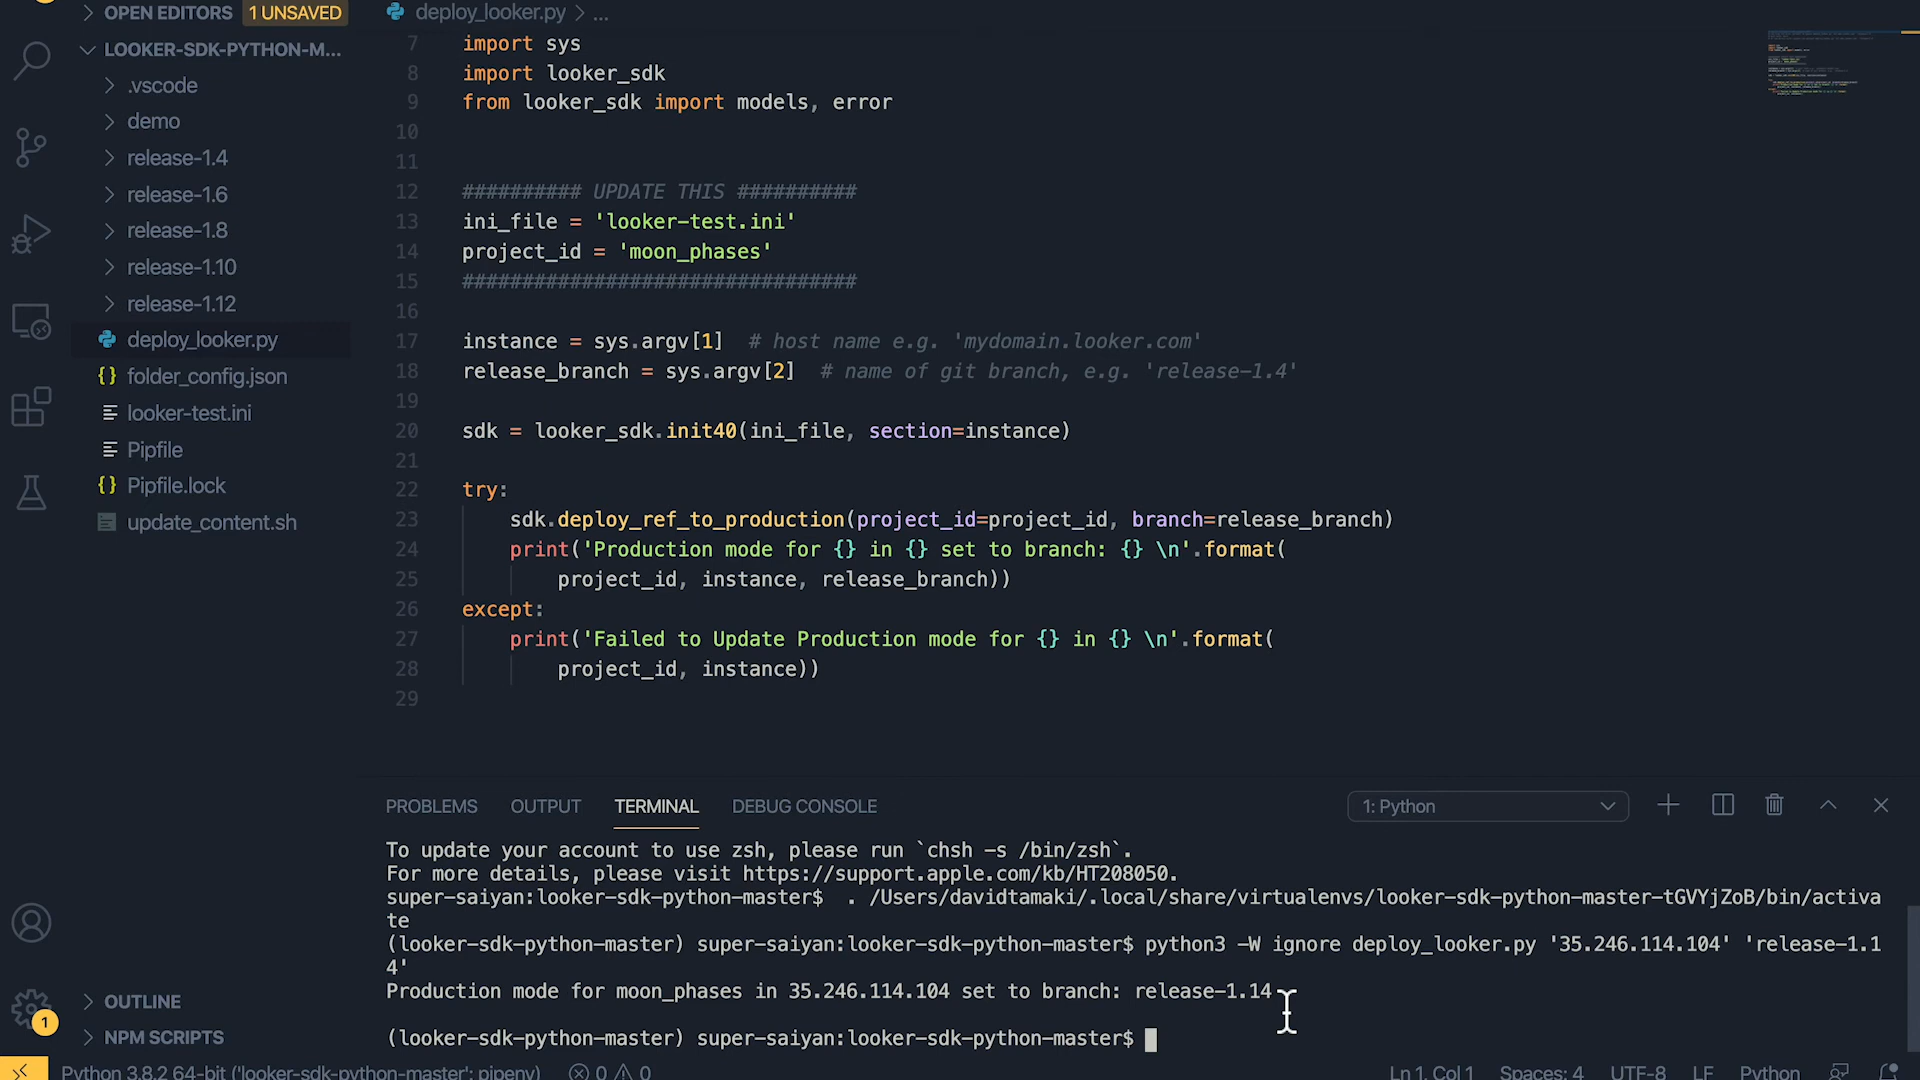 OPEN EDITORS 1 UNSAVED
LOOKER-SDK-PYTHON-M...
.vscode
demo
release-1.4
release-1.6
release-1.8
release-1.10
release-1.12
deploy_looker.py
{} folder_config.json
looker-test.ini
Pipfile
{} Pipfile.lock
update_content.sh
OUTLINE
NPM SCRIPTS
1
deploy_looker.py > ...
7 import sys
8 import looker_sdk
9 from looker_sdk import models, error
10
11
12 ########## UPDATE THIS ##########
13 ini_file = 'looker-test.ini'
14 project_id = 'moon_phases'
15 #################################
16
17 instance = sys.argv[1]  # host name e.g. 'mydomain.looker.com'
18 release_branch = sys.argv[2]  # name of git branch, e.g. 'release-1.4'
19
20 sdk = looker_sdk.init40(ini_file, section=instance)
21
22 try:
23     sdk.deploy_ref_to_production(project_id=project_id, branch=release_branch)
24     print('Production mode for {} in {} set to branch: {} \n'.format(
25         project_id, instance, release_branch))
26 except:
27     print('Failed to Update Production mode for {} in {} \n'.format(
28         project_id, instance))
29
PROBLEMS OUTPUT TERMINAL DEBUG CONSOLE 1: Python
To update your account to use zsh, please run `chsh -s /bin/zsh`.
For more details, please visit https://support.apple.com/kb/HT208050.
super-saiyan:looker-sdk-python-master$  . /Users/davidtamaki/.local/share/virtualenvs/looker-sdk-python-master-tGVYjZoB/bin/activa
te
(looker-sdk-python-master) super-saiyan:looker-sdk-python-master$ python3 -W ignore deploy_looker.py '35.246.114.104' 'release-1.1
4'
Production mode for moon_phases in 35.246.114.104 set to branch: release-1.14
(looker-sdk-python-master) super-saiyan:looker-sdk-python-master$
Python 3.8.2 64-bit ('looker-sdk-python-master': pipenv) 0 0 Ln 1, Col 1 Spaces: 4 UTF-8 LF Python